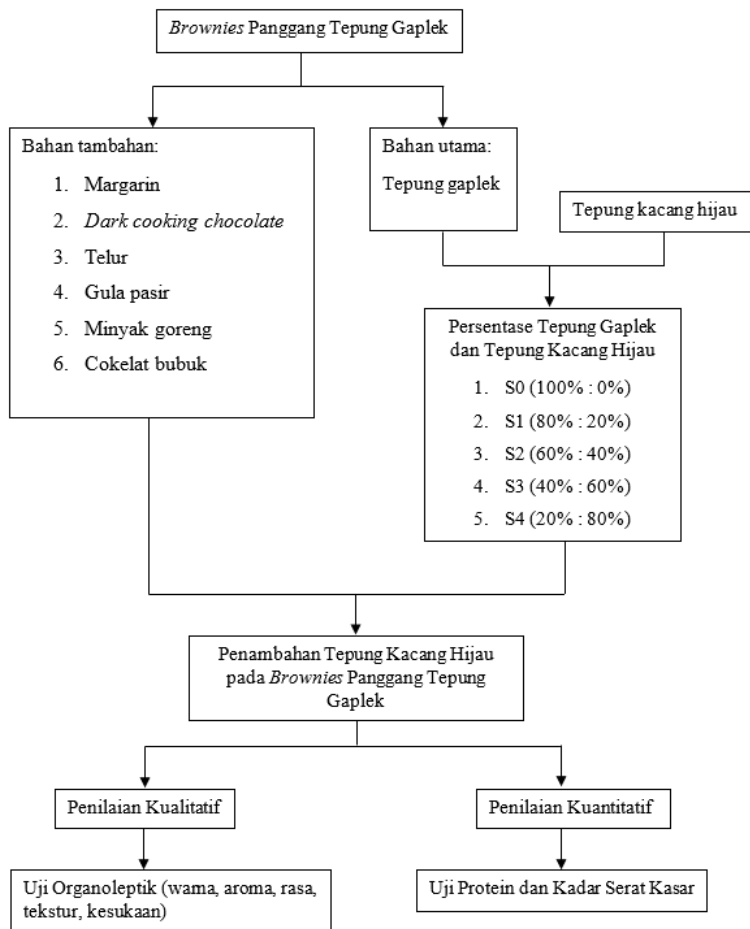 Brownies Panggang Tepung Gaplek
Bahan tambahan:
1. Margarin
2. Dark cooking chocolate
3. Telur
4. Gula pasir
5. Minyak goreng
6. Cokelat bubuk
Bahan utama:
Tepung gaplek
Tepung kacang hijau
Persentase Tepung Gaplek
dan Tepung Kacang Hijau
1. S0 (100% : 0%)
2. S1 (80% : 20%)
3. S2 (60% : 40%)
4. S3 (40% : 60%)
5. S4 (20% : 80%)
Penambahan Tepung Kacang Hijau
pada Brownies Panggang Tepung
Gaplek
Penilaian Kualitatif
Penilaian Kuantitatif
Uji Organoleptik (warna, aroma, rasa,
tekstur, kesukaan)
Uji Protein dan Kadar Serat Kasar